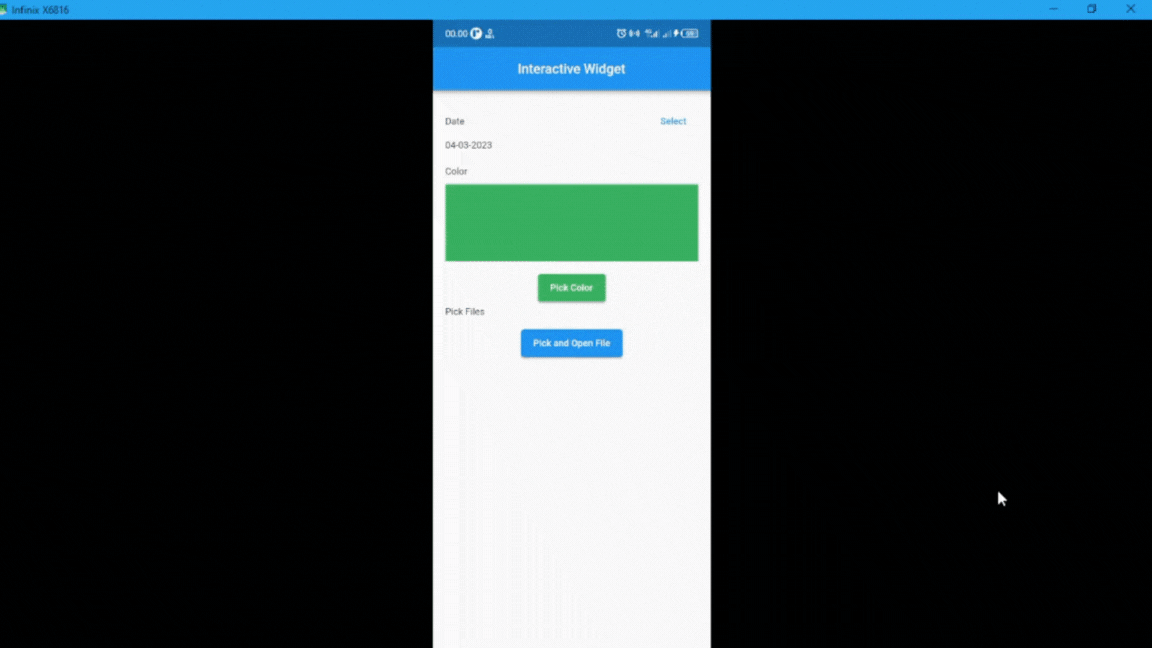 Infinix X6816
00.00
Interactive Widget
Date
Select
04-03-2023
Color
Pick Color
Pick Files
Pick and Open File